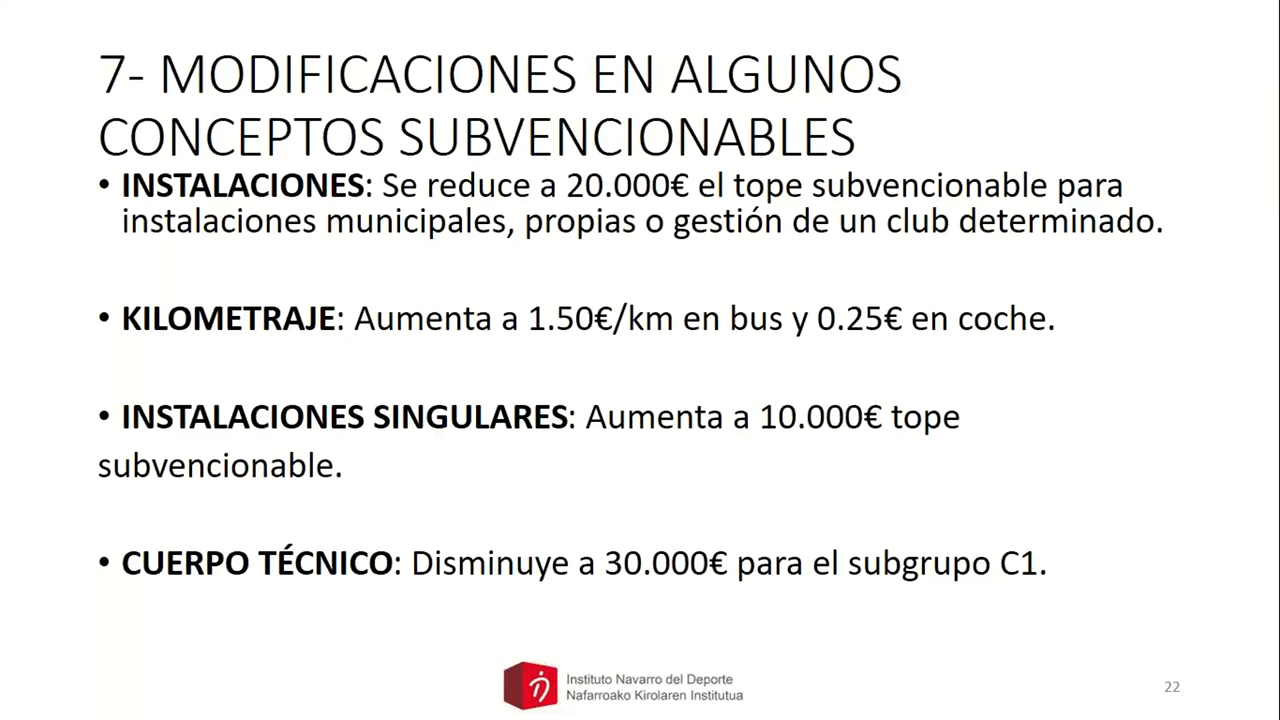 7- MODIFICACIONES EN ALGUNOS
CONCEPTOS SUBVENCIONABLES
• INSTALACIONES: Se reduce a 20.000€ el tope subvencionable para
instalaciones municipales, propias o gestión de un club determinado.
• KILOMETRAJE: Aumenta a 1.50€/km en bus y 0.25€ en coche.
• INSTALACIONES SINGULARES: Aumenta a 10.000€ tope
subvencionable.
• CUERPO TÉCNICO: Disminuye a 30.000€ para el subgrupo C1.
Instituto Navarro del Deporte
Nafarroako Kirolaren Institutua
22